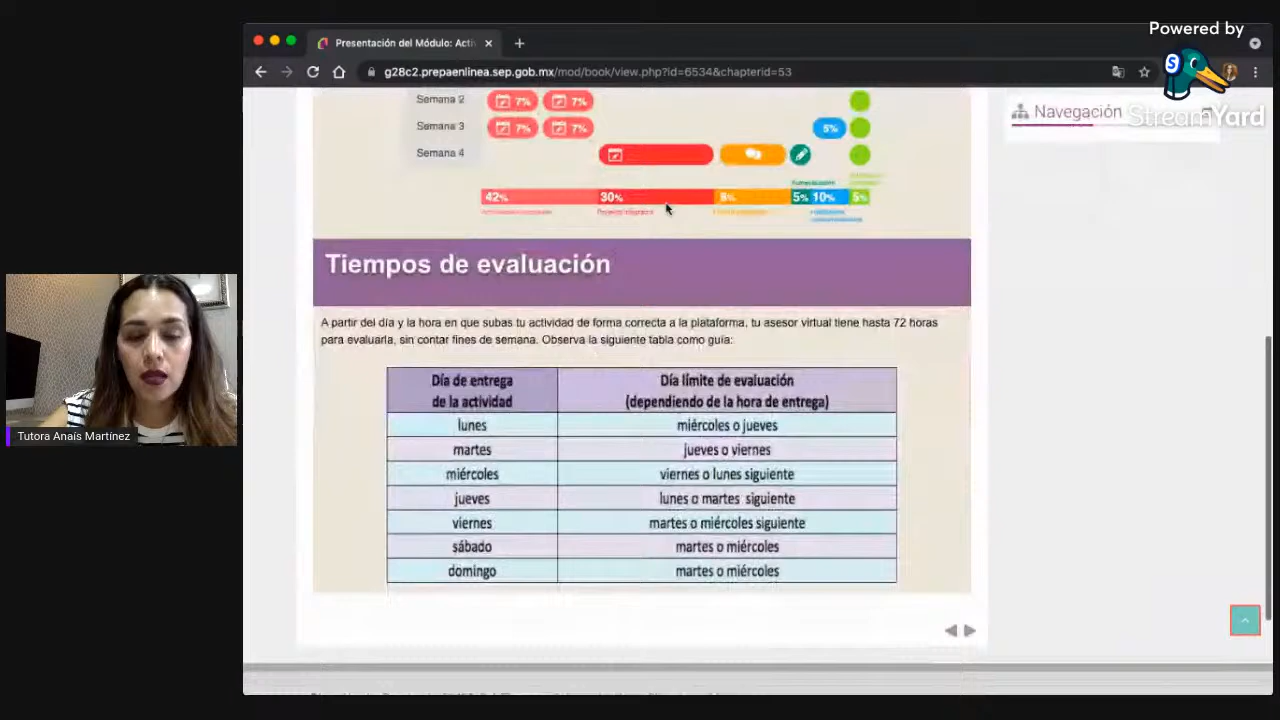 Powered by
StreamYard
Presentación del Módulo: Acti
g28c2.prepaenlinea.sep.gob.mx/mod/book/view.php?id=6534&chapterid=53
Navegación
Semana 2 7% 7%
Semana 3 7% 7% 5%
Semana 4
42% 30% 8% 5% 10% 5%
Tiempos de evaluación
A partir del día y la hora en que subas tu actividad de forma correcta a la plataforma, tu asesor virtual tiene hasta 72 horas
para evaluarla, sin contar fines de semana. Observa la siguiente tabla como guía:
Día de entrega
de la actividad
Día límite de evaluación
(dependiendo de la hora de entrega)
lunes miércoles o jueves
martes jueves o viernes
miércoles viernes o lunes siguiente
jueves lunes o martes siguiente
viernes martes o miércoles siguiente
sábado martes o miércoles
domingo martes o miércoles
Tutora Anaís Martínez